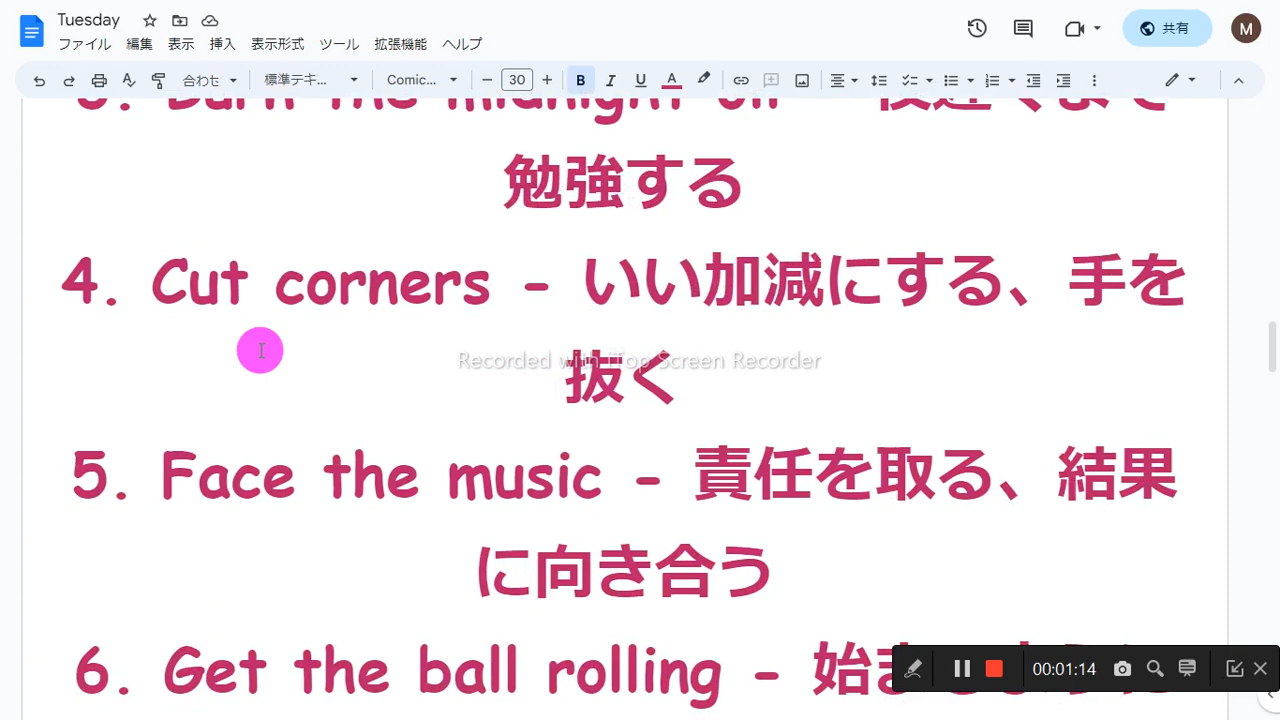 Tuesday
共有
M
ファイル 編集 表示 挿入 表示形式 ツール 拡張機能 ヘルプ
合わせ 標準テキ... Comic... 30 B I U A
勉強する
4. Cut corners - いい加減にする、手を
抜く
Recorded with iTop Screen Recorder
5. Face the music - 責任を取る、結果
に向き合う
6. Get the ball rolling - 始
00:01:14